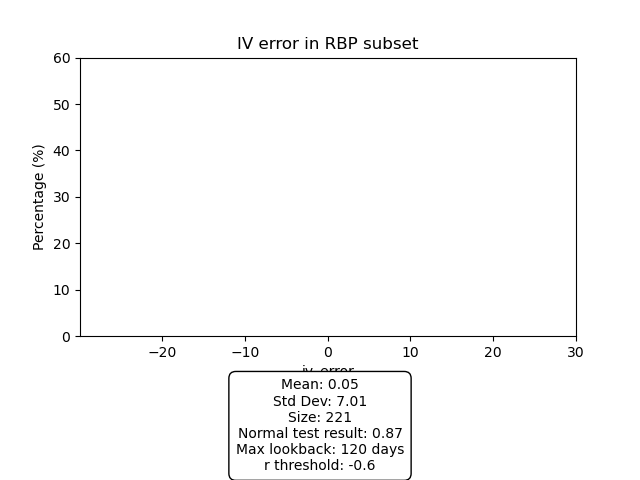 IV error in RBP subset
60
50
40
30
20
10
0
Percentage (%)
−20
−10
0
10
20
30
iv_error
Mean: 0.05
Std Dev: 7.01
Size: 221
Normal test result: 0.87
Max lookback: 120 days
r threshold: -0.6